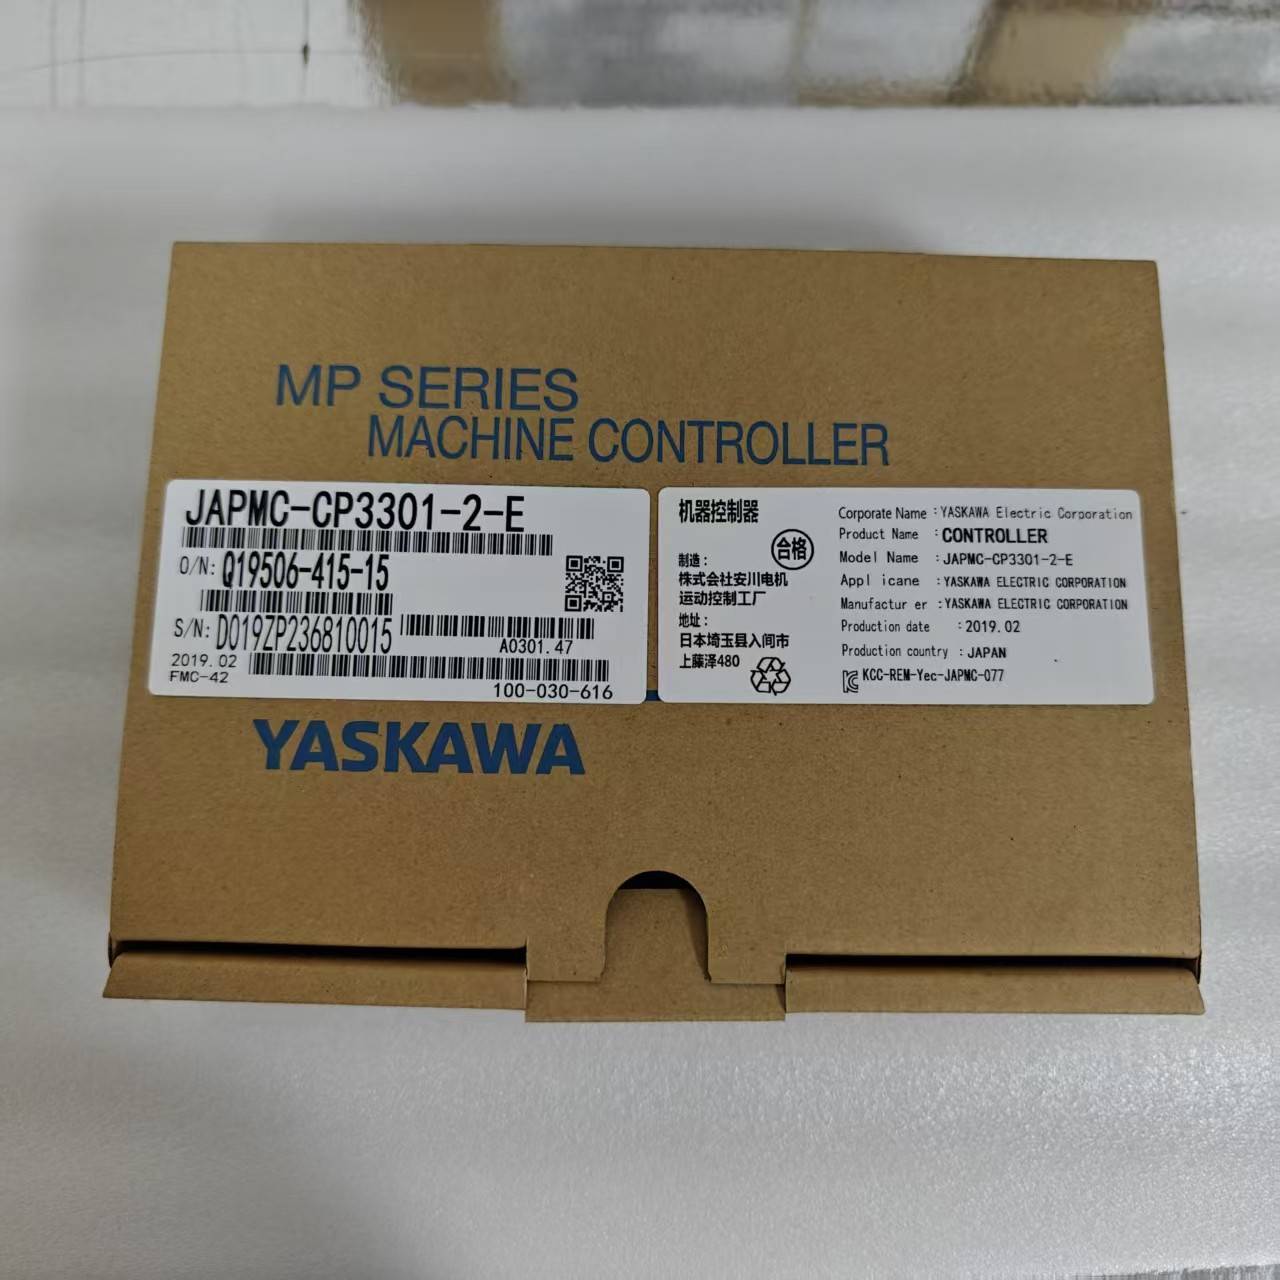 MP SERIES
MACHINE CONTROLLER
JAPMC-CP3301-2-E
O/N: Q19506-415-15
S/N: D019ZP236810015
A0301.47
2019.02
FMC-42
100-030-616
机器控制器
合格
制造：
株式会社安川电机
运动控制工厂
地址：
日本埼玉县入间市
上藤泽480
Corporate Name : YASKAWA Electric Corporation
Product Name : CONTROLLER
Model Name : JAPMC-CP3301-2-E
Appl icane : YASKAWA ELECTRIC CORPORATION
Manufactur er : YASKAWA ELECTRIC CORPORATION
Production date : 2019.02
Production country : JAPAN
KCC-REM-Yec-JAPMC-077
YASKAWA